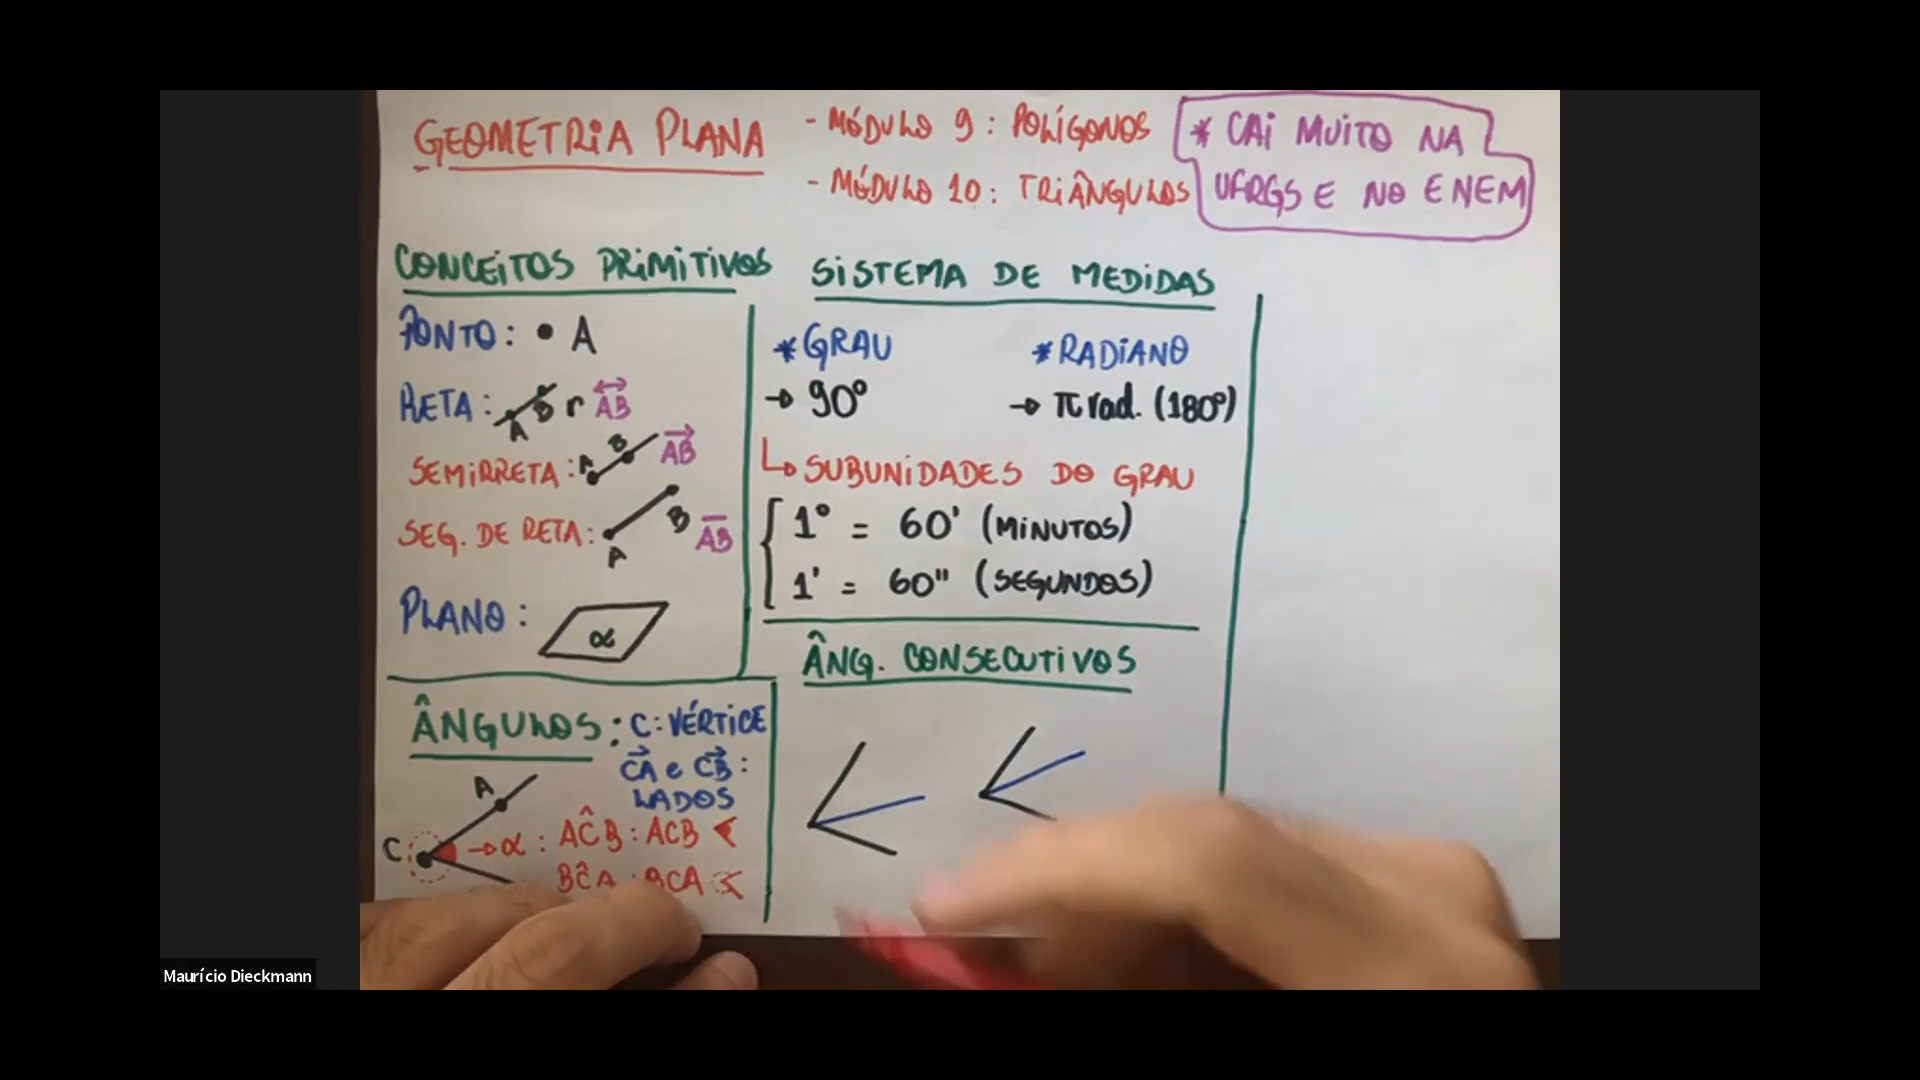 GEOMETRIA PLANA
- MÓDULO 9: POLÍGONOS
- MÓDULO 10: TRIÂNGULOS
* CAI MUITO NA
UFRGS E NO ENEM
CONCEITOS PRIMITIVOS
PONTO: • A
RETA: A B r AB
SEMIRRETA: A B AB
SEG. DE RETA: A B AB
PLANO: α
ÂNGULOS: C: VÉRTICE
CA e CB:
LADOS
A
C → α: AĈB: ACB ∢
BĈA: BCA ∢
SISTEMA DE MEDIDAS
* GRAU
→ 90°
* RADIANO
→ π rad. (180°)
↳ SUBUNIDADES DO GRAU
1° = 60' (MINUTOS)
1' = 60'' (SEGUNDOS)
ÂNG. CONSECUTIVOS
Maurício Dieckmann